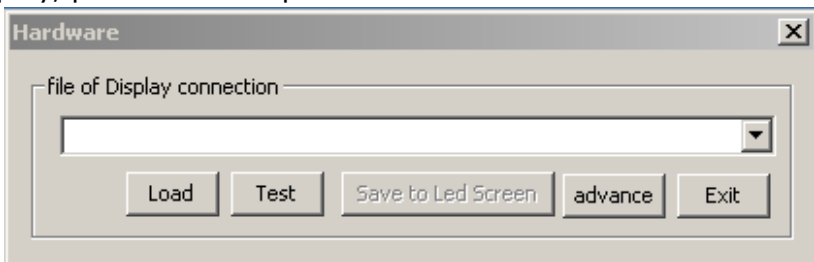 Hardware
file of Display connection
Load Test Save to Led Screen advance Exit